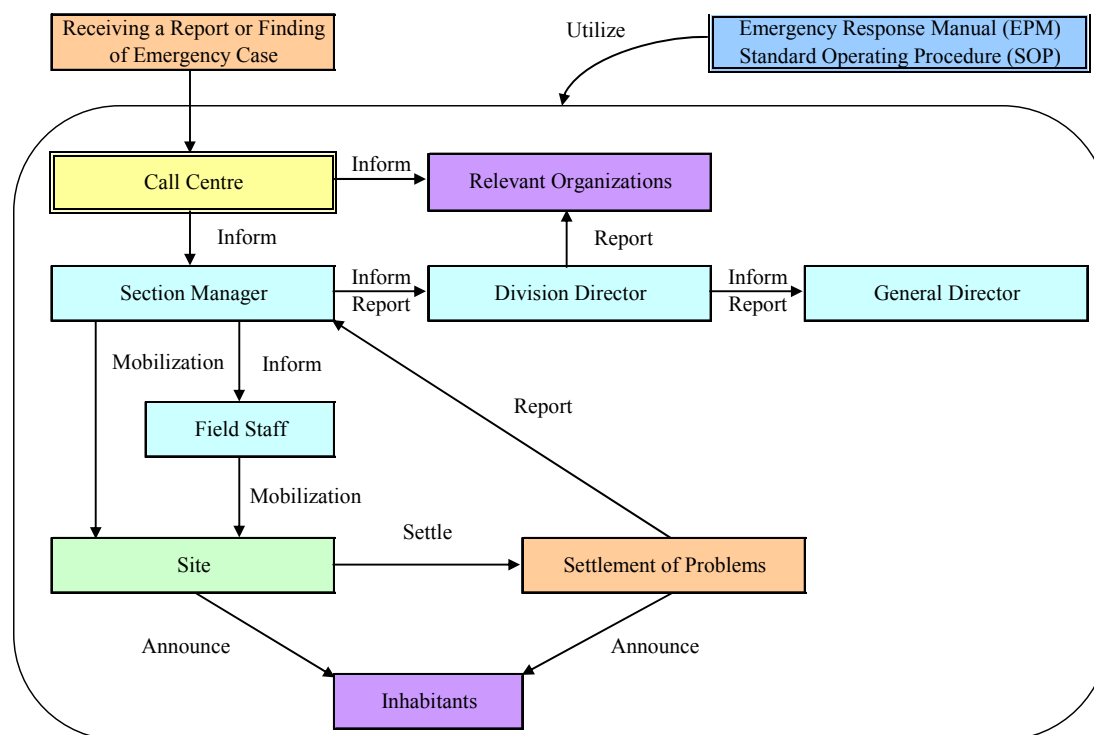 Receiving a Report or Finding
of Emergency Case
Utilize
Emergency Response Manual (EPM)
Standard Operating Procedure (SOP)
Call Centre
Inform
Relevant Organizations
Inform
Report
Section Manager
Inform
Report
Division Director
Inform
Report
General Director
Mobilization
Inform
Report
Field Staff
Mobilization
Site
Settle
Settlement of Problems
Announce
Announce
Inhabitants